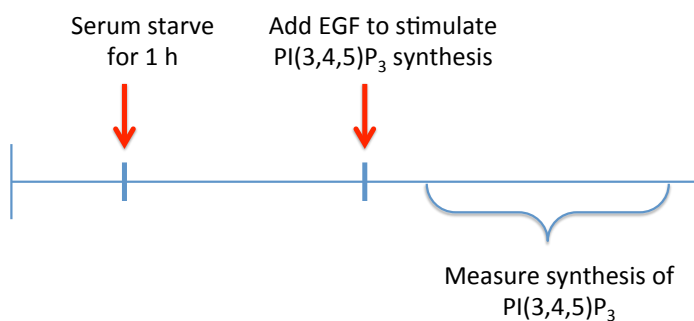 Serum starve
for 1 h
Add EGF to stimulate
PI(3,4,5)P₃ synthesis
Measure synthesis of
PI(3,4,5)P₃